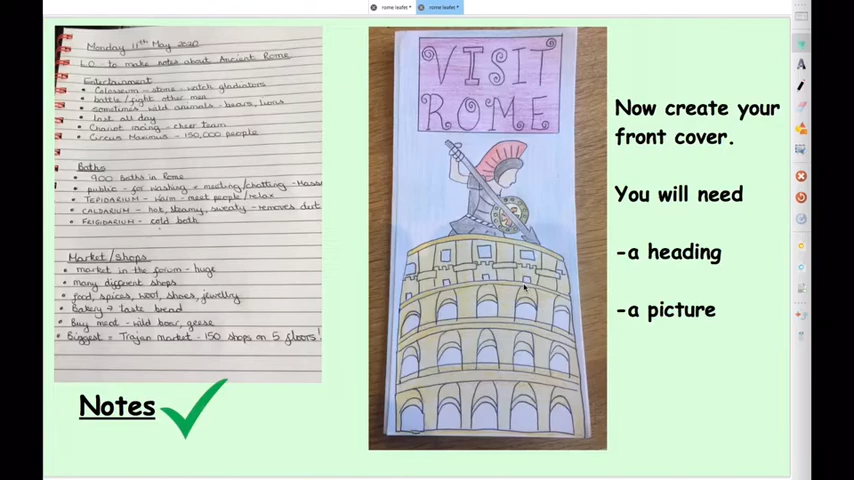 rome leaflet*
rome leaflet*
Monday 11th May 2020
LO - to make notes about Ancient Rome
Entertainment
• Colosseum - stone - watch gladiators
• battle/fight other men
• sometimes wild animals - bears, lions
• last all day
• Chariot racing - cheer team
• Circus Maximus - 150,000 people
Baths
• 900 baths in Rome
• public - for washing + meeting/chatting -
• TEPIDARIUM - warm - meet people/relax
• CALDARIUM - hot, steamy, sweaty - removes dirt
• FRIGIDARIUM - cold bath
Market/shops
• market in the forum - huge
• many different shops
• food, spices, wool, shoes, jewellry
• Bakery → taste bread
• Buy meat - wild boar, geese
• Biggest = Trajan market - 150 shops on 5 floors!
Notes
VISIT
ROME
Now create your
front cover.
You will need
-a heading
-a picture